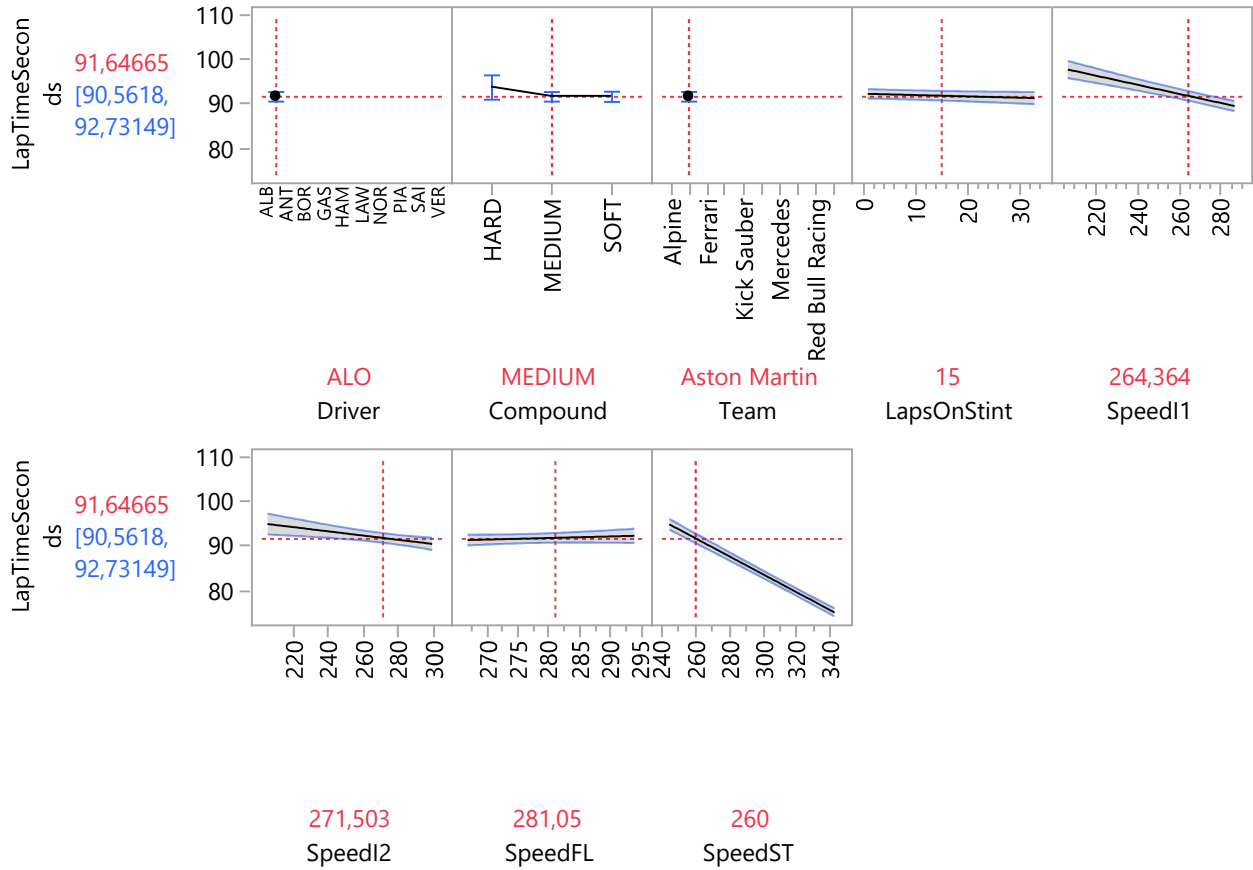 LapTimeSecon
ds
91,64665
[90,5618,
92,73149]
110
100
90
80
ALB
ANT
BOR
GAS
HAM
LAW
NOR
PIA
SAI
VER
HARD
MEDIUM
SOFT
Alpine
Ferrari
Kick Sauber
Mercedes
Red Bull Racing
0
10
20
30
220
240
260
280
ALO
MEDIUM
Aston Martin
15
264,364
Driver
Compound
Team
LapsOnStint
SpeedI1
LapTimeSecon
ds
91,64665
[90,5618,
92,73149]
110
100
90
80
220
240
260
280
300
270
275
280
285
290
295
240
260
280
300
320
340
271,503
281,05
260
SpeedI2
SpeedFL
SpeedST